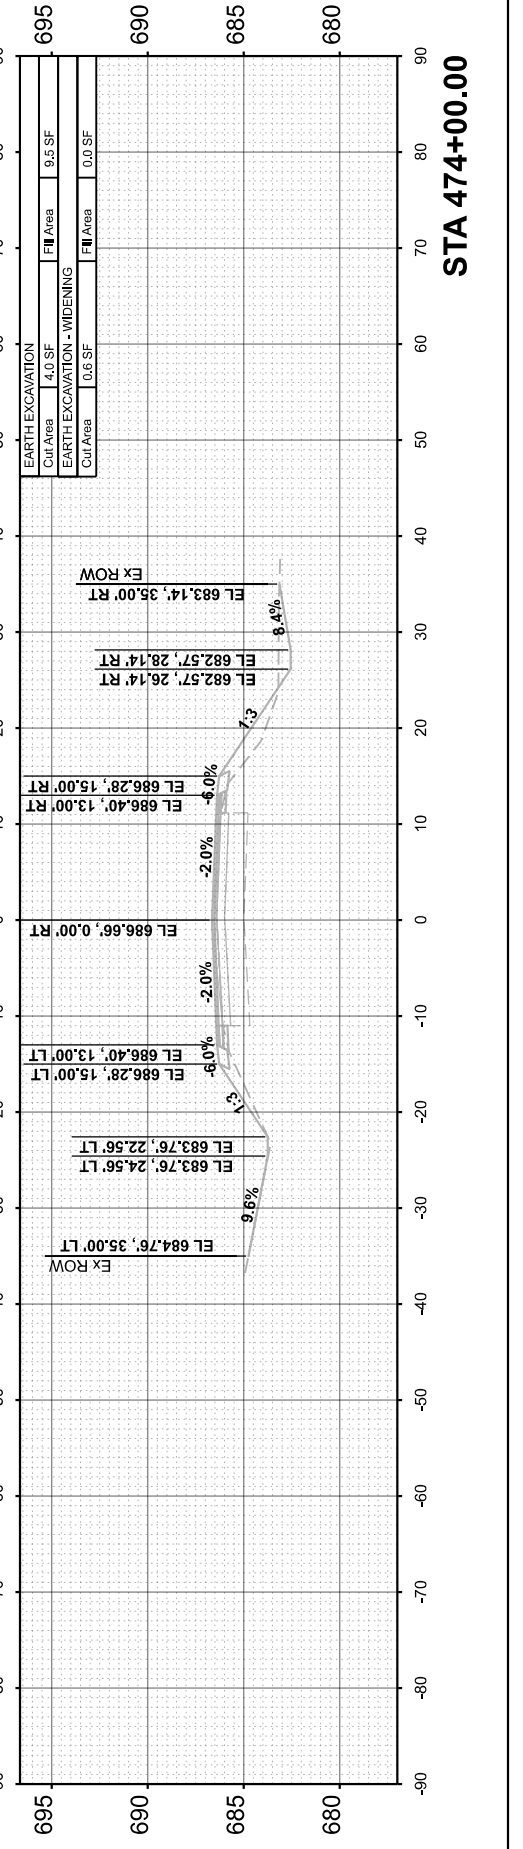 695
690
685
680
EARTH EXCAVATION
Cut Area 4.0 SF Fill Area 9.5 SF
EARTH EXCAVATION - WIDENING
Cut Area 0.6 SF Fill Area 0.0 SF
Ex ROW
EL 684.76', 35.00' LT
EL 683.76', 24.56' LT
EL 683.76', 22.56' LT
EL 686.28', 15.00' LT
EL 686.40', 13.00' LT
EL 686.66', 0.00' RT
EL 686.40', 13.00' RT
EL 686.28', 15.00' RT
EL 682.57', 26.14' RT
EL 682.57', 28.14' RT
EL 683.14', 35.00' RT
Ex ROW
9.6%
1:3
-6.0%
-2.0%
-2.0%
-6.0%
1:3
8.4%
695
690
685
680
-90 -80 -70 -60 -50 -40 -30 -20 -10 0 10 20 30 40 50 60 70 80 90
STA 474+00.00